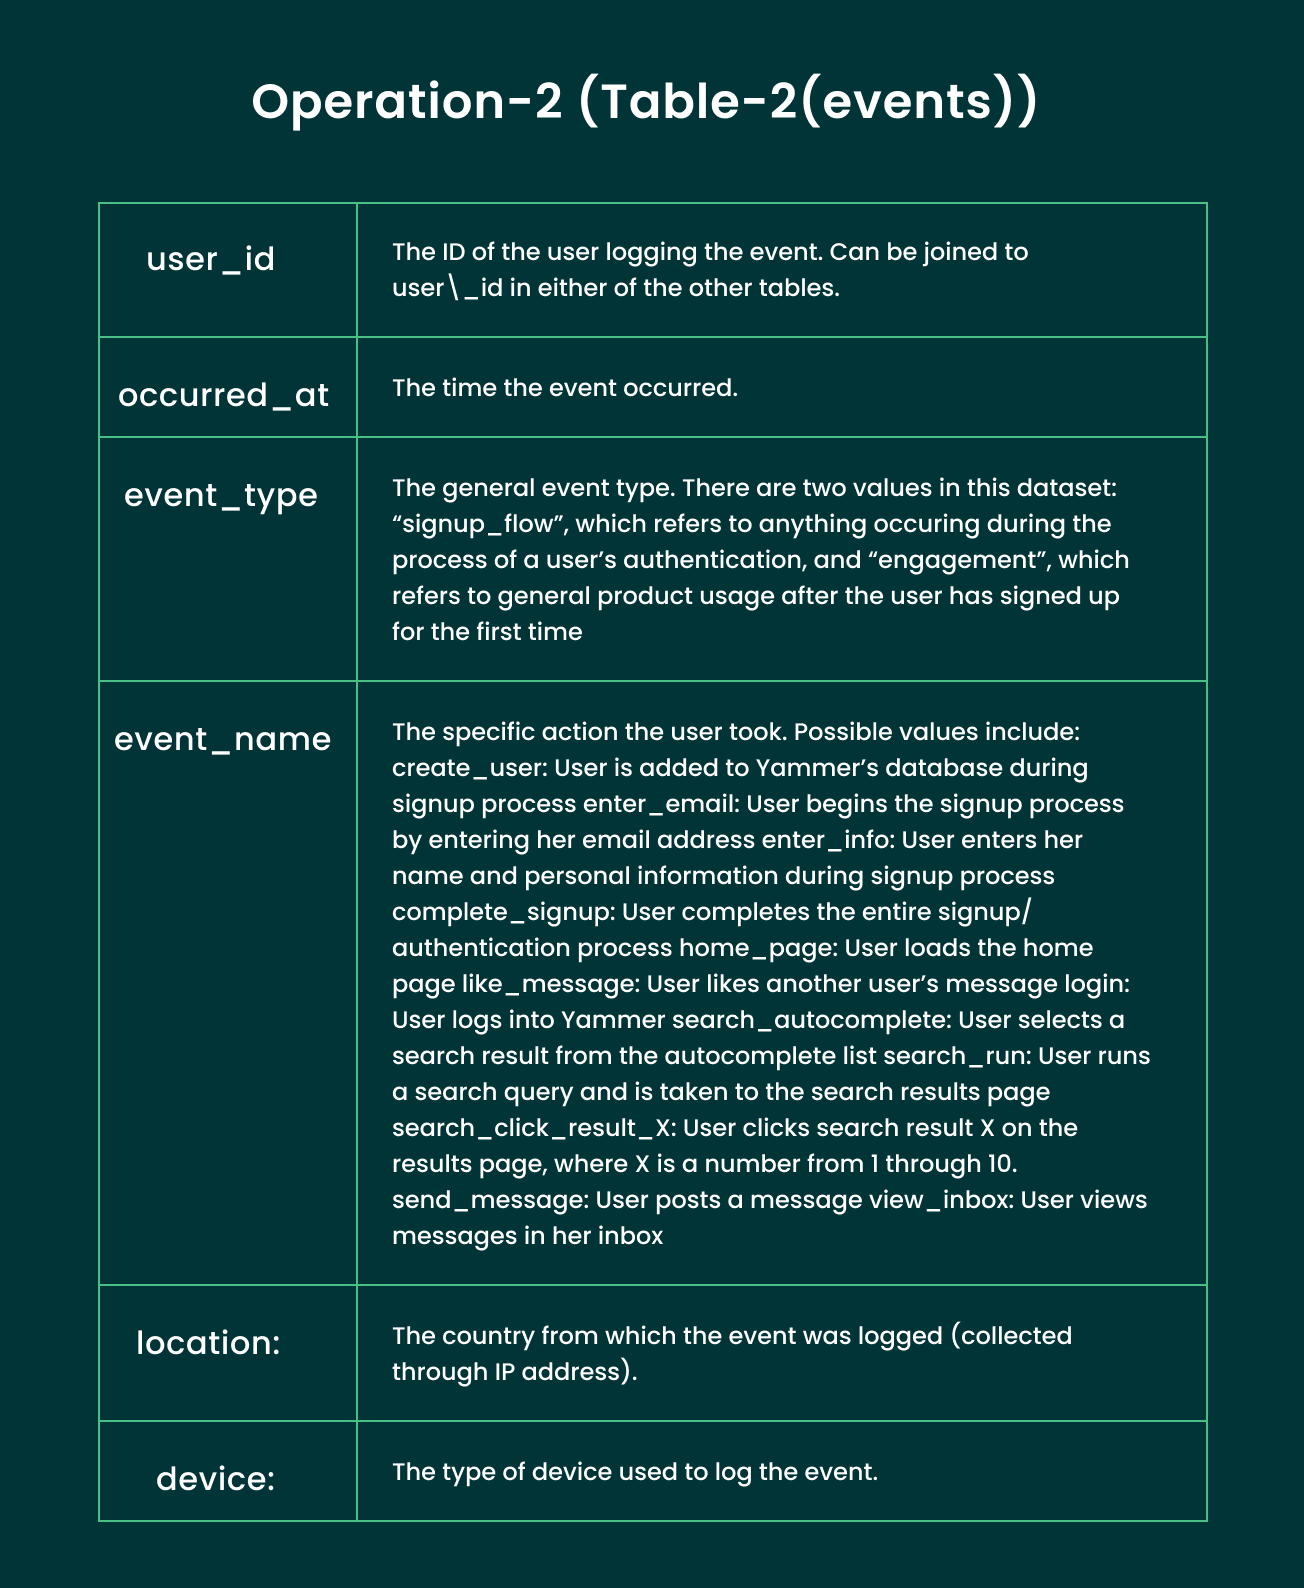 Operation-2 (Table-2(events))
user_id
The ID of the user logging the event. Can be joined to
user\_id in either of the other tables.
occurred_at
The time the event occurred.
event_type
The general event type. There are two values in this dataset:
“signup_flow”, which refers to anything occuring during the
process of a user’s authentication, and “engagement”, which
refers to general product usage after the user has signed up
for the first time
event_name
The specific action the user took. Possible values include:
create_user: User is added to Yammer’s database during
signup process enter_email: User begins the signup process
by entering her email address enter_info: User enters her
name and personal information during signup process
complete_signup: User completes the entire signup/
authentication process home_page: User loads the home
page like_message: User likes another user’s message login:
User logs into Yammer search_autocomplete: User selects a
search result from the autocomplete list search_run: User runs
a search query and is taken to the search results page
search_click_result_X: User clicks search result X on the
results page, where X is a number from 1 through 10.
send_message: User posts a message view_inbox: User views
messages in her inbox
location:
The country from which the event was logged (collected
through IP address).
device:
The type of device used to log the event.